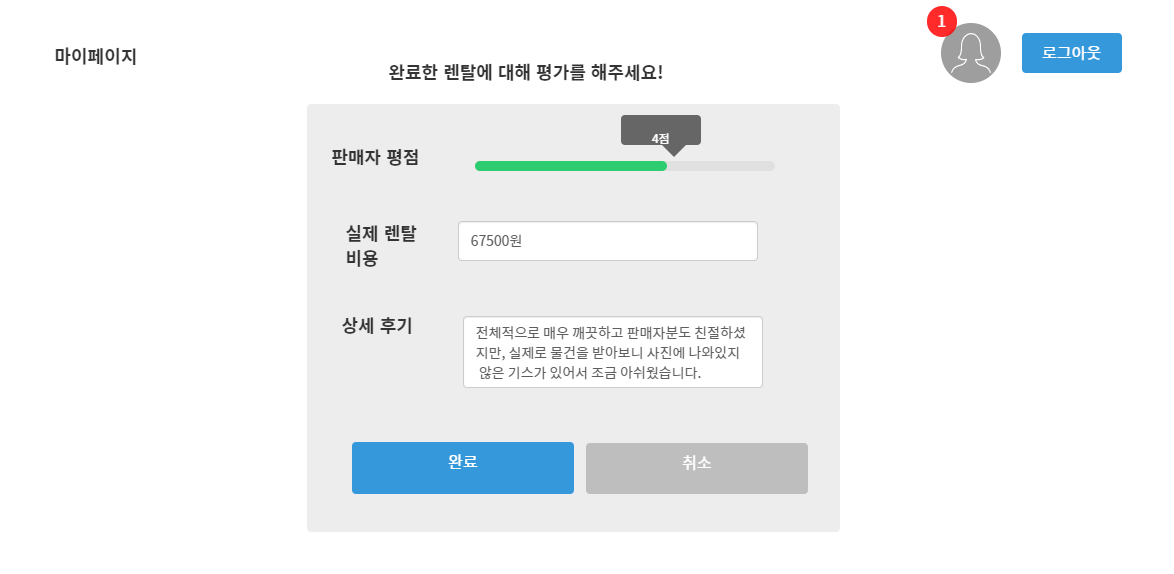 1
마이페이지
로그아웃
완료한 렌탈에 대해 평가를 해주세요!
4점
판매자 평점
실제 렌탈
비용
67500원
상세 후기
전체적으로 매우 깨끗하고 판매자분도 친절하셨
지만, 실제로 물건을 받아보니 사진에 나와있지
않은 기스가 있어서 조금 아쉬웠습니다.
완료
취소